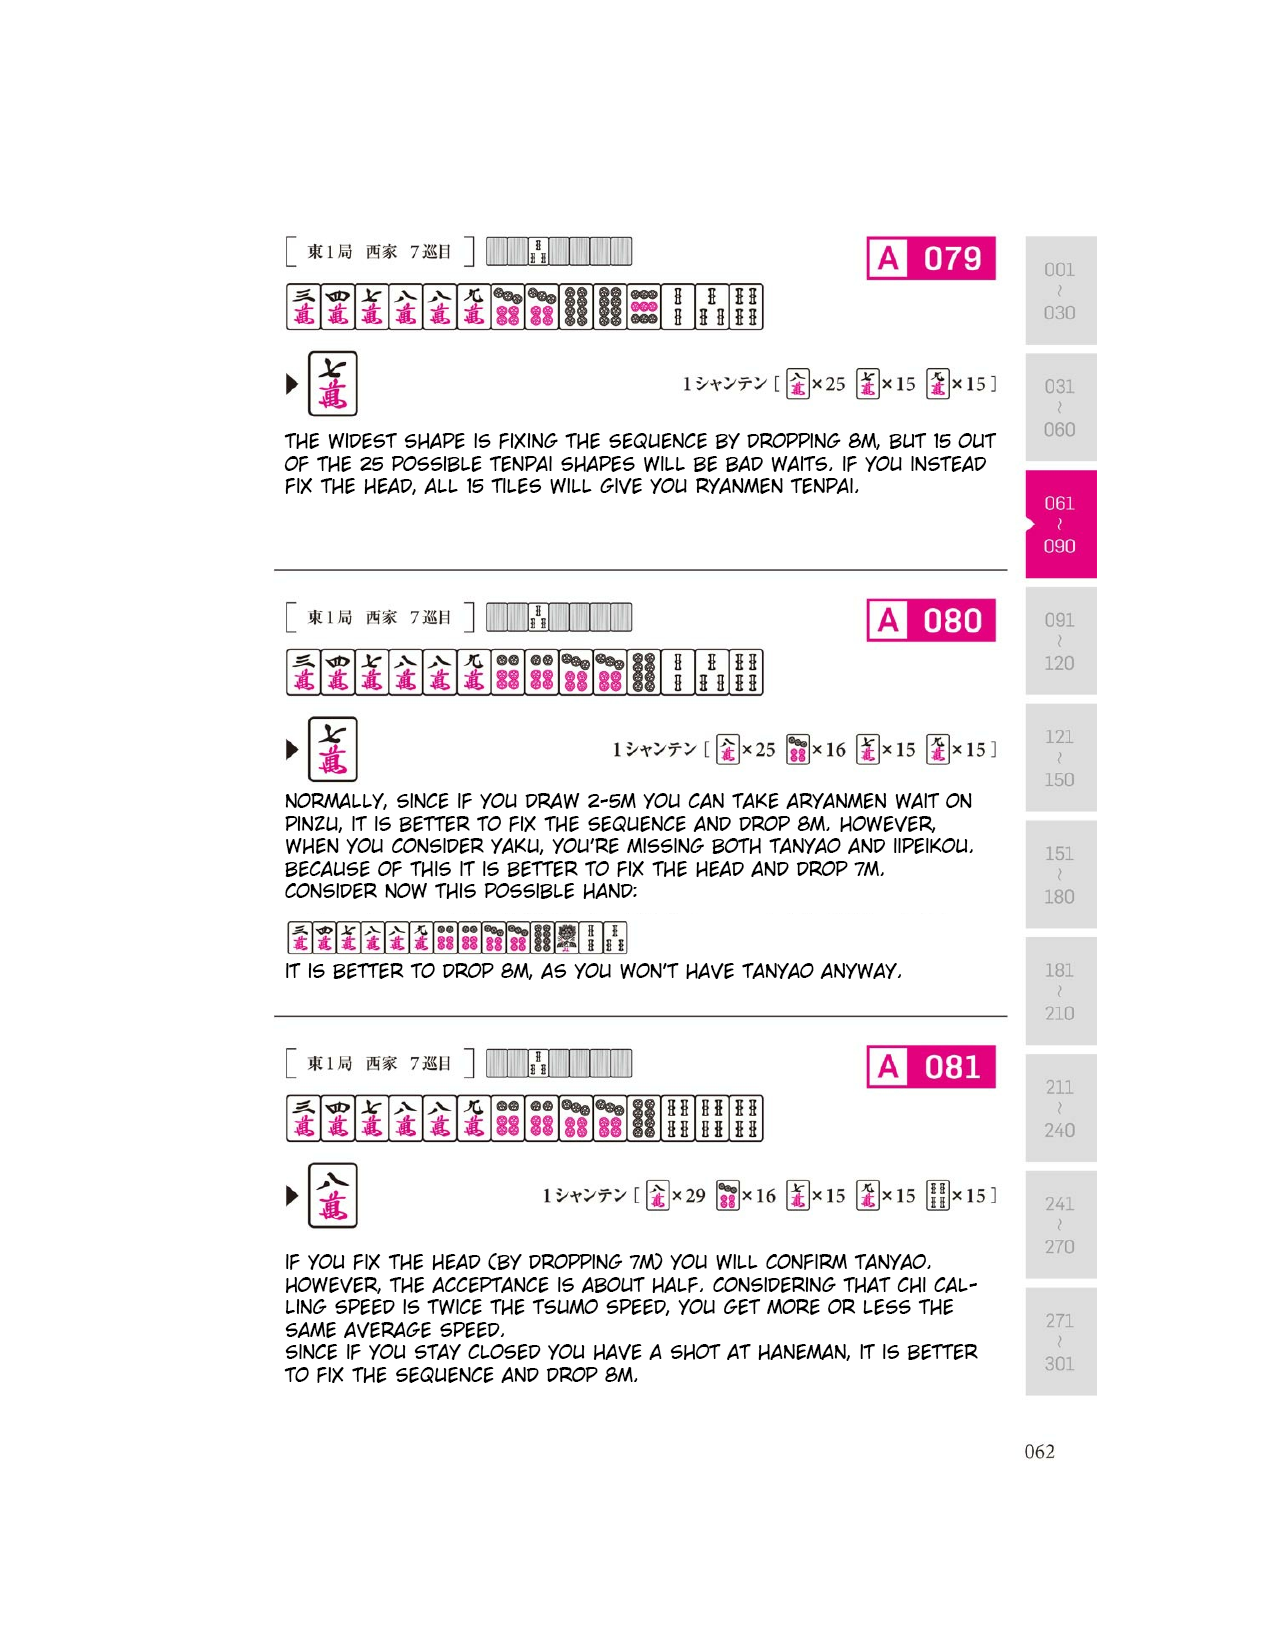 [ 東1局 西家 7巡目 ]
A 079
三萬 四萬 七萬 八萬 八萬 九萬
七萬
1シャンテン [ 八萬 ×25 七萬 ×15 九萬 ×15 ]
THE WIDEST SHAPE IS FIXING THE SEQUENCE BY DROPPING 8M, BUT 15 OUT
OF THE 25 POSSIBLE TENPAI SHAPES WILL BE BAD WAITS. IF YOU INSTEAD
FIX THE HEAD, ALL 15 TILES WILL GIVE YOU RYANMEN TENPAI.
[ 東1局 西家 7巡目 ]
A 080
三萬 四萬 七萬 八萬 八萬 九萬
七萬
1シャンテン [ 八萬 ×25 ×16 七萬 ×15 九萬 ×15 ]
NORMALLY, SINCE IF YOU DRAW 2-5M YOU CAN TAKE ARYANMEN WAIT ON
PINZU, IT IS BETTER TO FIX THE SEQUENCE AND DROP 8M. HOWEVER,
WHEN YOU CONSIDER YAKU, YOU'RE MISSING BOTH TANYAO AND IIPEIKOU.
BECAUSE OF THIS IT IS BETTER TO FIX THE HEAD AND DROP 7M.
CONSIDER NOW THIS POSSIBLE HAND:
三萬 四萬 七萬 八萬 八萬 九萬
IT IS BETTER TO DROP 8M, AS YOU WON'T HAVE TANYAO ANYWAY.
[ 東1局 西家 7巡目 ]
A 081
三萬 四萬 七萬 八萬 八萬 九萬
八萬
1シャンテン [ 八萬 ×29 ×16 七萬 ×15 九萬 ×15 ×15 ]
IF YOU FIX THE HEAD (BY DROPPING 7M) YOU WILL CONFIRM TANYAO.
HOWEVER, THE ACCEPTANCE IS ABOUT HALF. CONSIDERING THAT CHI CAL-
LING SPEED IS TWICE THE TSUMO SPEED, YOU GET MORE OR LESS THE
SAME AVERAGE SPEED.
SINCE IF YOU STAY CLOSED YOU HAVE A SHOT AT HANEMAN, IT IS BETTER
TO FIX THE SEQUENCE AND DROP 8M.
001
~
030
031
~
060
061
~
090
091
~
120
121
~
150
151
~
180
181
~
210
211
~
240
241
~
270
271
~
301
062